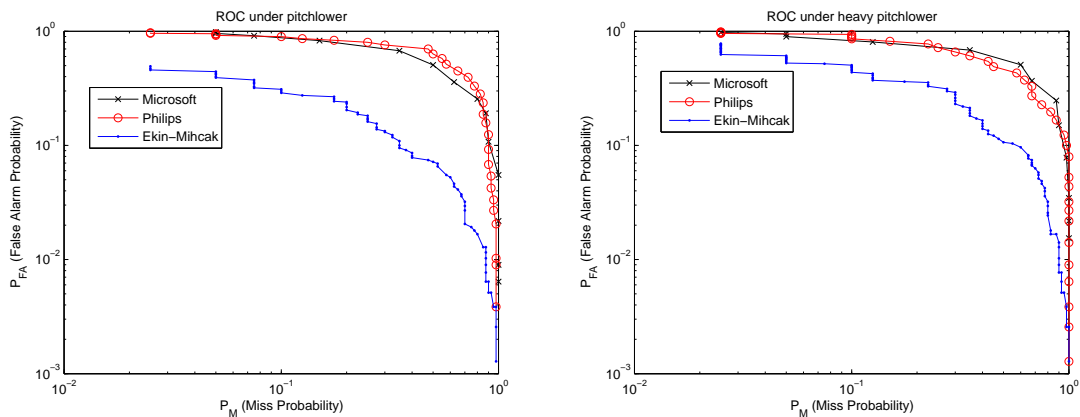 ROC under pitchlower
10^0
10^-1
10^-2
10^-3
P_FA (False Alarm Probability)
Microsoft
Philips
Ekin−Mihcak
10^-2 10^-1 10^0
P_M (Miss Probability)
ROC under heavy pitchlower
10^0
10^-1
10^-2
10^-3
P_FA (False Alarm Probability)
Microsoft
Philips
Ekin−Mihcak
10^-2 10^-1 10^0
P_M (Miss Probability)